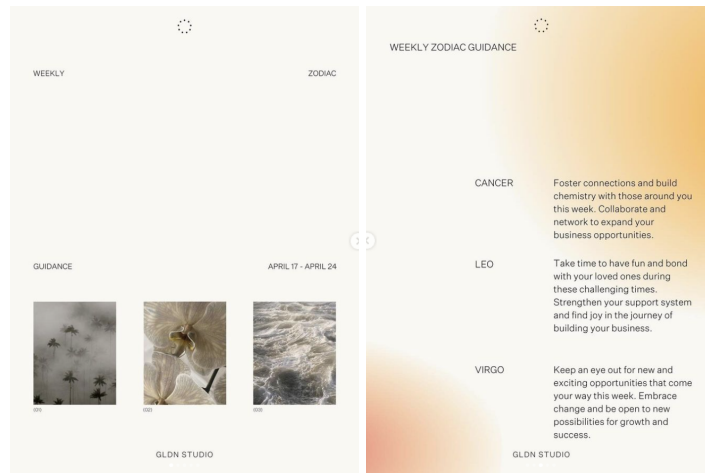 WEEKLY
ZODIAC
GUIDANCE
APRIL 17 - APRIL 24
GLDN STUDIO
WEEKLY ZODIAC GUIDANCE
CANCER
Foster connections and build
chemistry with those around you
this week. Collaborate and
network to expand your
business opportunities.
LEO
Take time to have fun and bond
with your loved ones during
these challenging times.
Strengthen your support system
and find joy in the journey of
building your business.
VIRGO
Keep an eye out for new and
exciting opportunities that come
your way this week. Embrace
change and be open to new
possibilities for growth and
success.
GLDN STUDIO